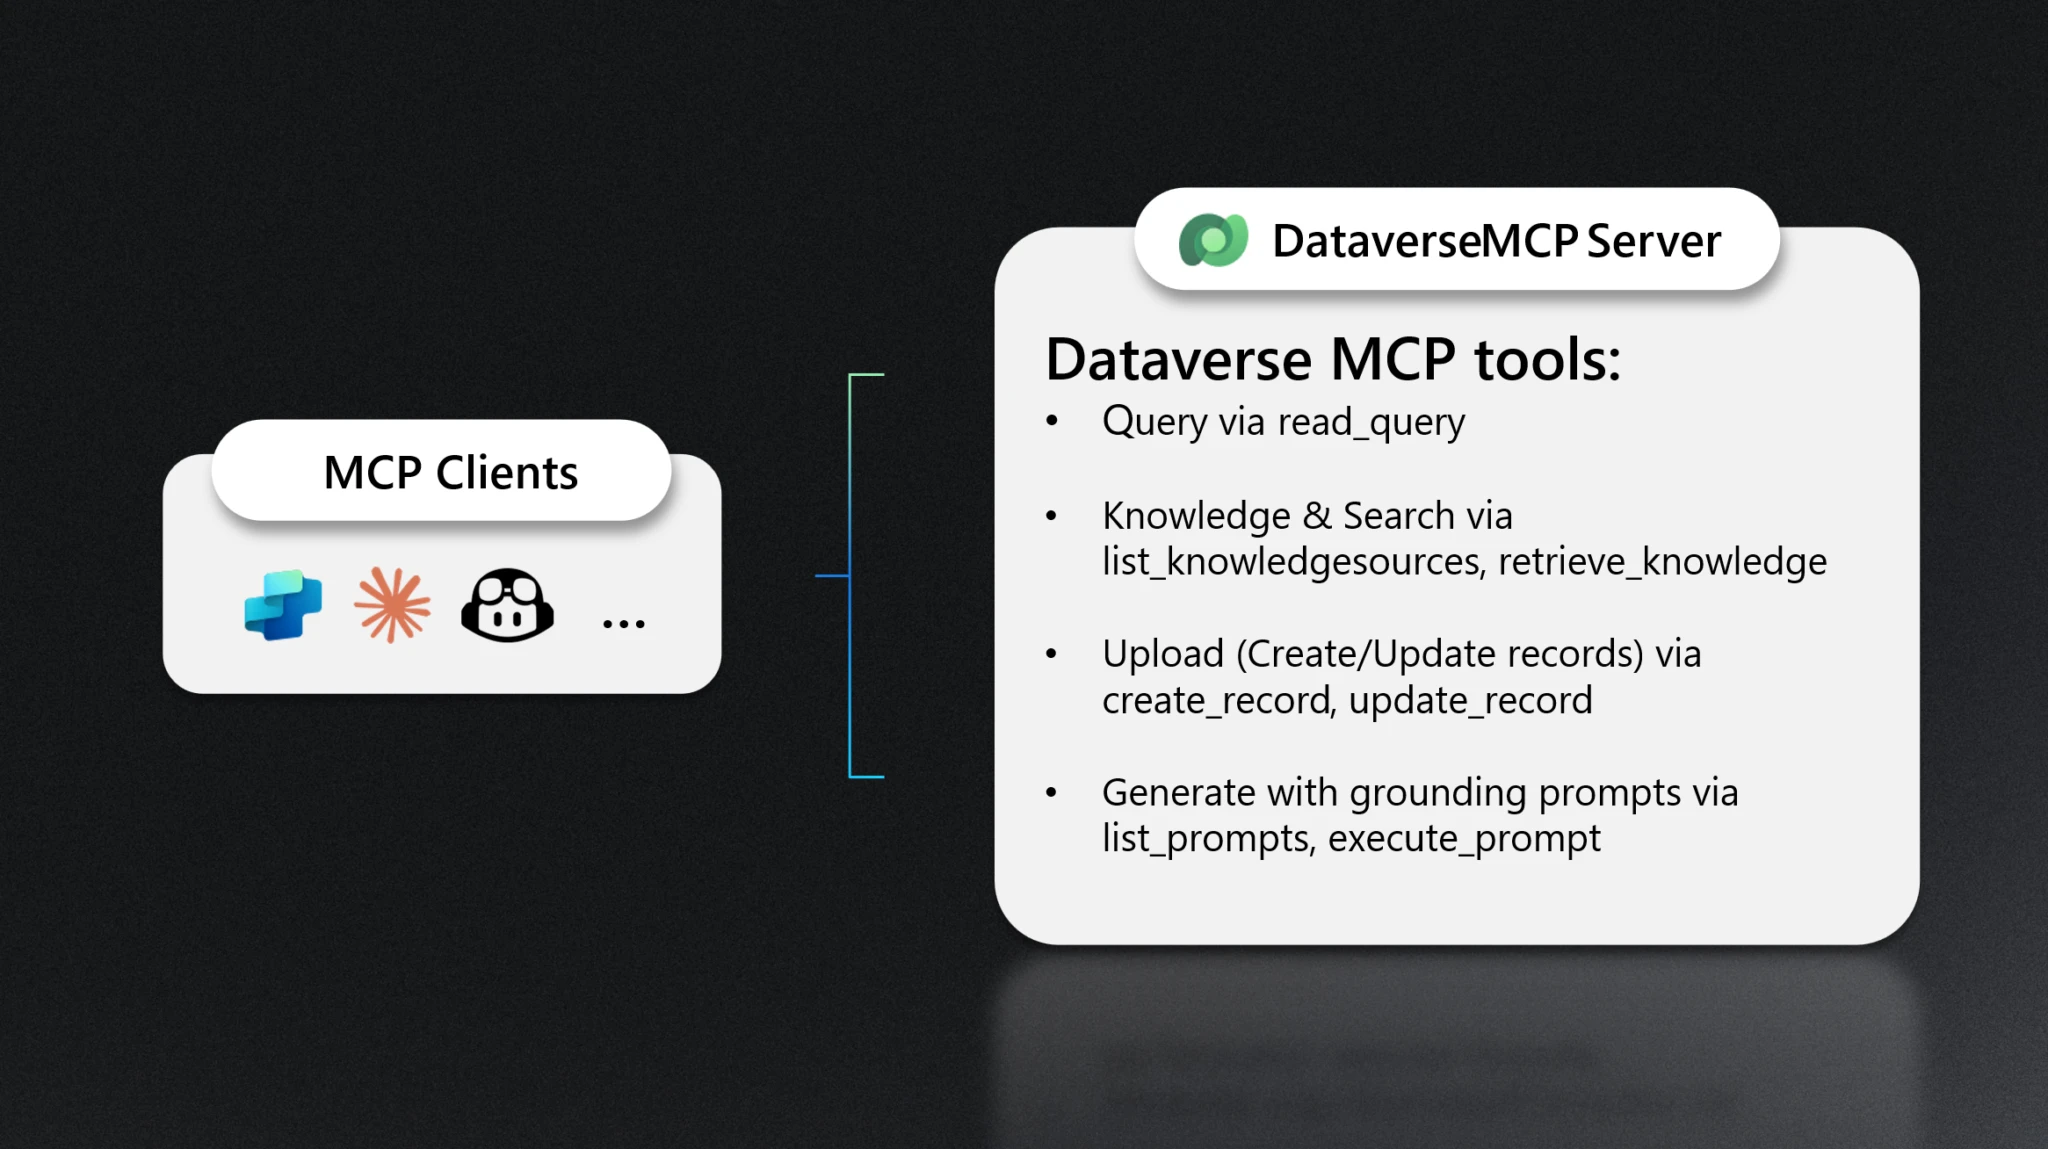 MCP Clients
...
DataverseMCP Server
Dataverse MCP tools:
• Query via read_query
• Knowledge & Search via
list_knowledgesources, retrieve_knowledge
• Upload (Create/Update records) via
create_record, update_record
• Generate with grounding prompts via
list_prompts, execute_prompt